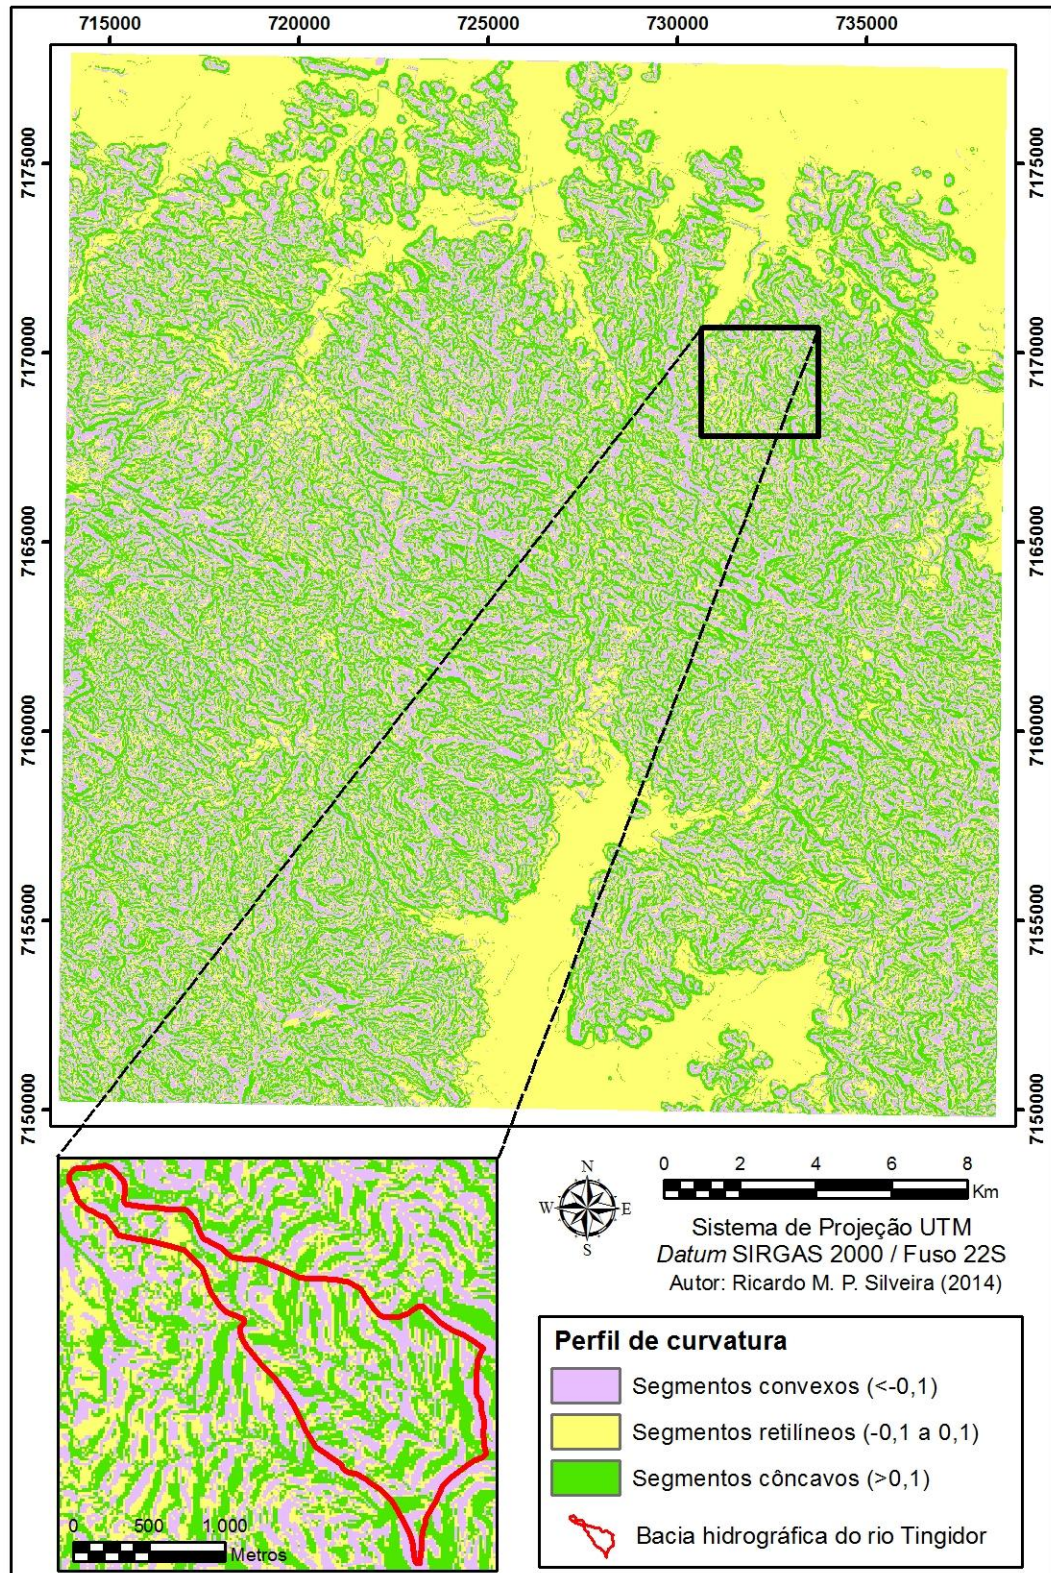 715000 720000 725000 730000 735000
7175000 7175000
7170000 7170000
7165000 7165000
7160000 7160000
7155000 7155000
7150000 7150000
N
W E
S
0 2 4 6 8
Km
Sistema de Projeção UTM
Datum SIRGAS 2000 / Fuso 22S
Autor: Ricardo M. P. Silveira (2014)
Perfil de curvatura
Segmentos convexos (<-0,1)
Segmentos retilíneos (-0,1 a 0,1)
Segmentos côncavos (>0,1)
Bacia hidrográfica do rio Tingidor
0 500 1.000
Metros